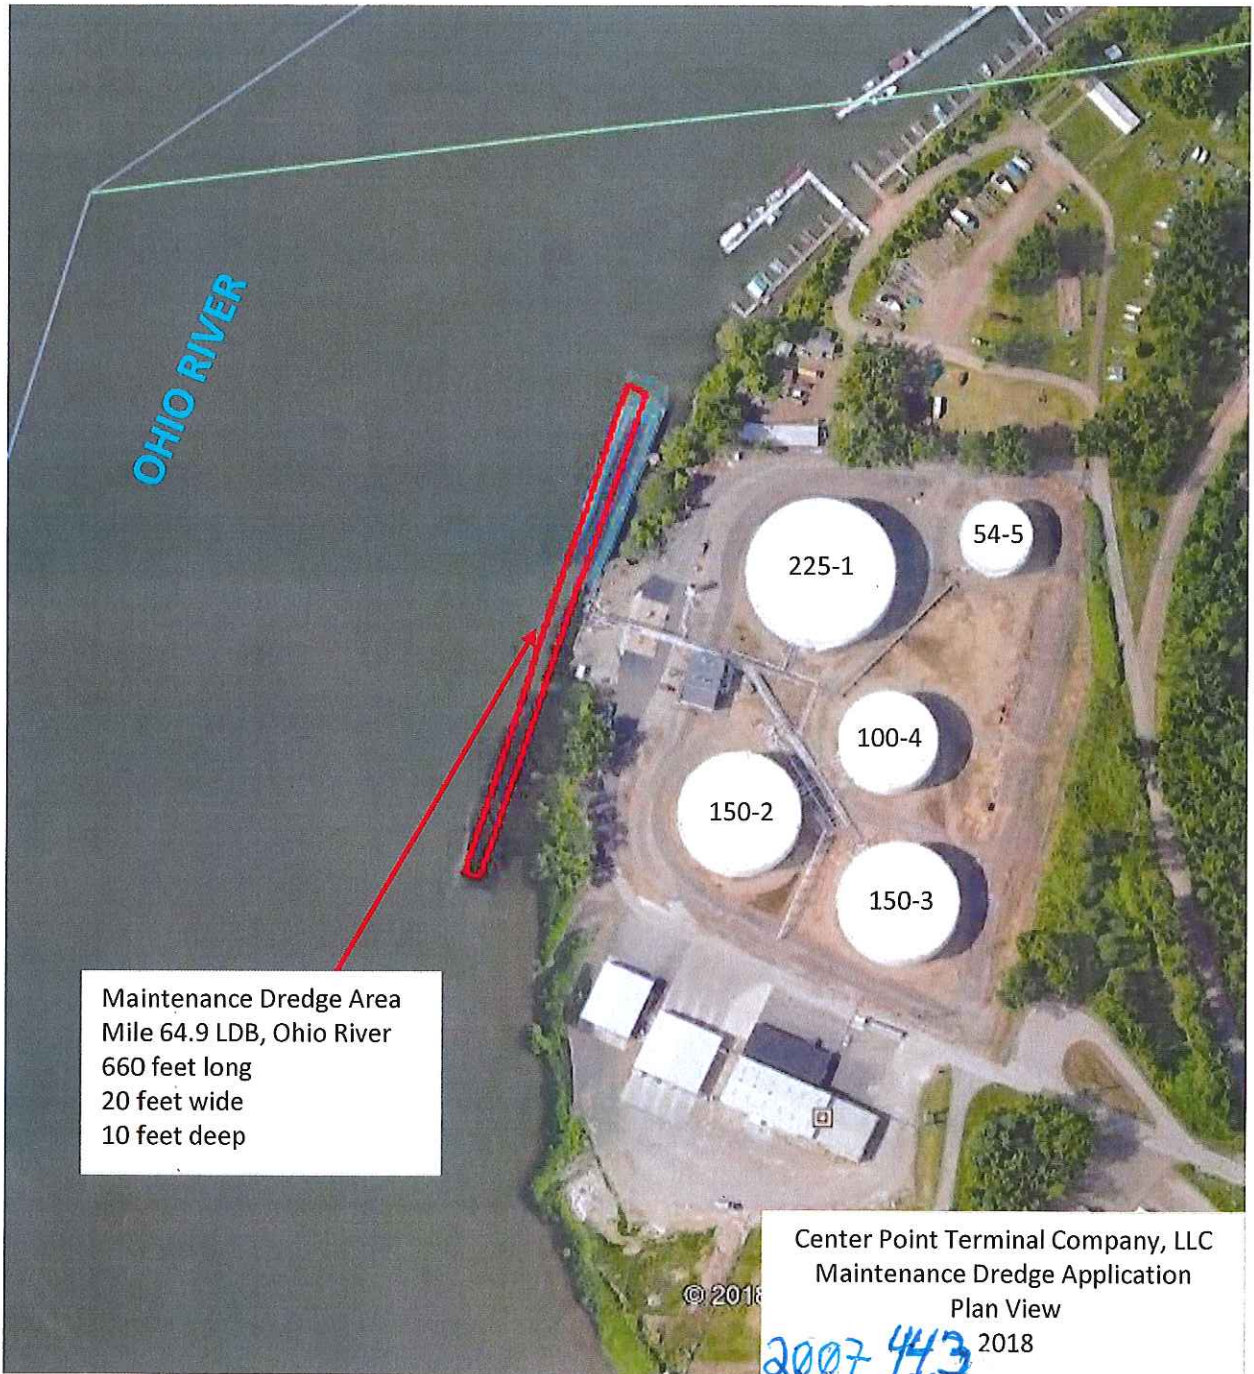 OHIO RIVER
225-1
54-5
100-4
150-2
150-3
Maintenance Dredge Area
Mile 64.9 LDB, Ohio River
660 feet long
20 feet wide
10 feet deep
© 2018
Center Point Terminal Company, LLC
Maintenance Dredge Application
Plan View
2018
2007-443